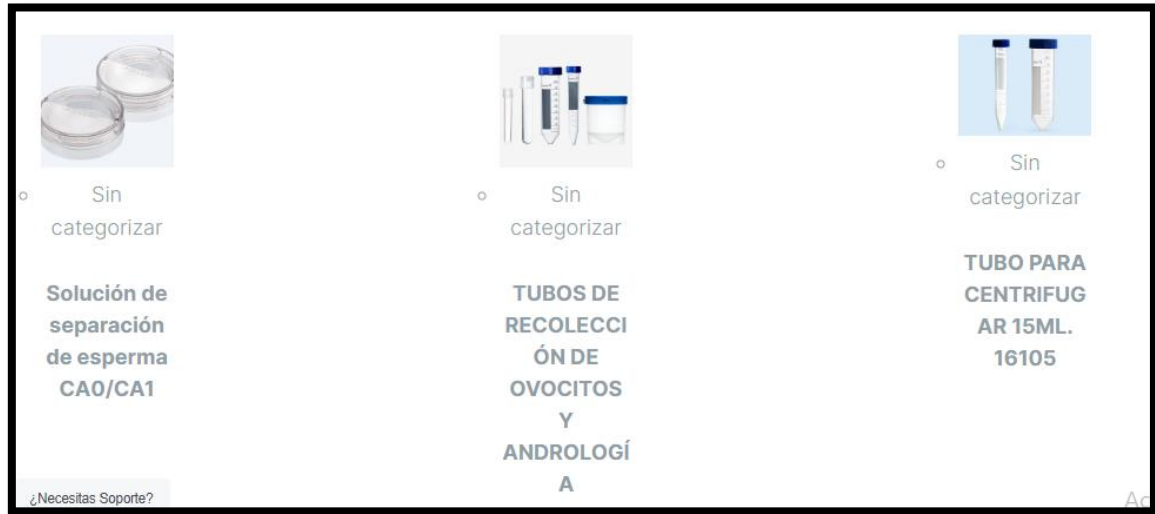 Sin
categorizar
Solución de
separación
de esperma
CA0/CA1
Sin
categorizar
TUBOS DE
RECOLECCI
ÓN DE
OVOCITOS
Y
ANDROLOGÍ
A
Sin
categorizar
TUBO PARA
CENTRIFUG
AR 15ML.
16105
¿Necesitas Soporte?
Ac